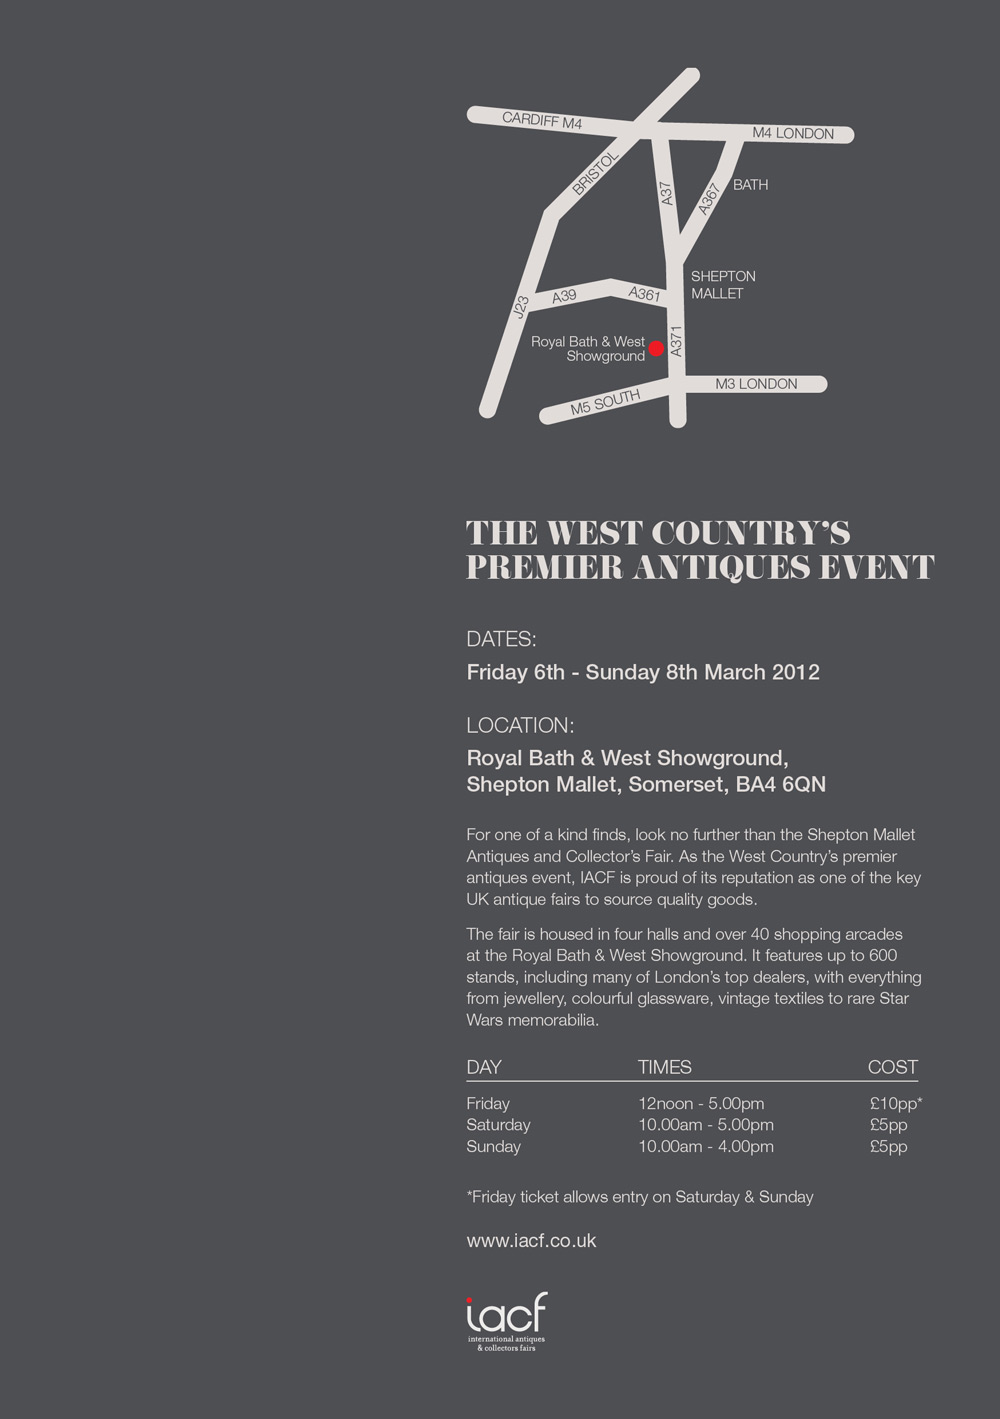 CARDIFF M4
M4 LONDON
BRISTOL
A37
A367
BATH
SHEPTON
MALLET
J23
A39
A361
Royal Bath & West
Showground
A371
M3 LONDON
M5 SOUTH
THE WEST COUNTRY'S
PREMIER ANTIQUES EVENT
DATES:
Friday 6th - Sunday 8th March 2012
LOCATION:
Royal Bath & West Showground,
Shepton Mallet, Somerset, BA4 6QN
For one of a kind finds, look no further than the Shepton Mallet
Antiques and Collector's Fair. As the West Country's premier
antiques event, IACF is proud of its reputation as one of the key
UK antique fairs to source quality goods.
The fair is housed in four halls and over 40 shopping arcades
at the Royal Bath & West Showground. It features up to 600
stands, including many of London's top dealers, with everything
from jewellery, colourful glassware, vintage textiles to rare Star
Wars memorabilia.
DAY TIMES COST
Friday 12noon - 5.00pm £10pp*
Saturday 10.00am - 5.00pm £5pp
Sunday 10.00am - 4.00pm £5pp
*Friday ticket allows entry on Saturday & Sunday
www.iacf.co.uk
iacf
international antiques
& collectors fairs